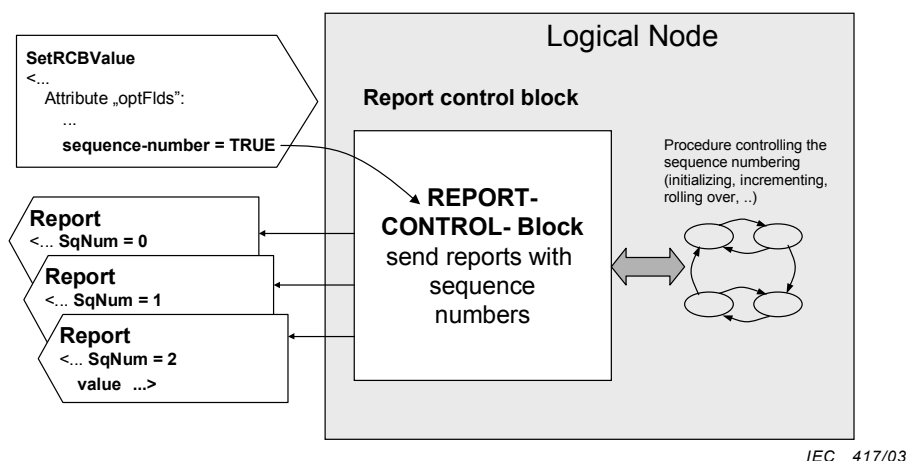 Logical Node
SetRCBValue
<...
Attribute „optFlds":
...
sequence-number = TRUE
Report control block
REPORT-
CONTROL- Block
send reports with
sequence
numbers
Procedure controlling the
sequence numbering
(initializing, incrementing,
rolling over, ..)
Report
<... SqNum = 0
Report
<... SqNum = 1
Report
<... SqNum = 2
value ...>
IEC 417/03